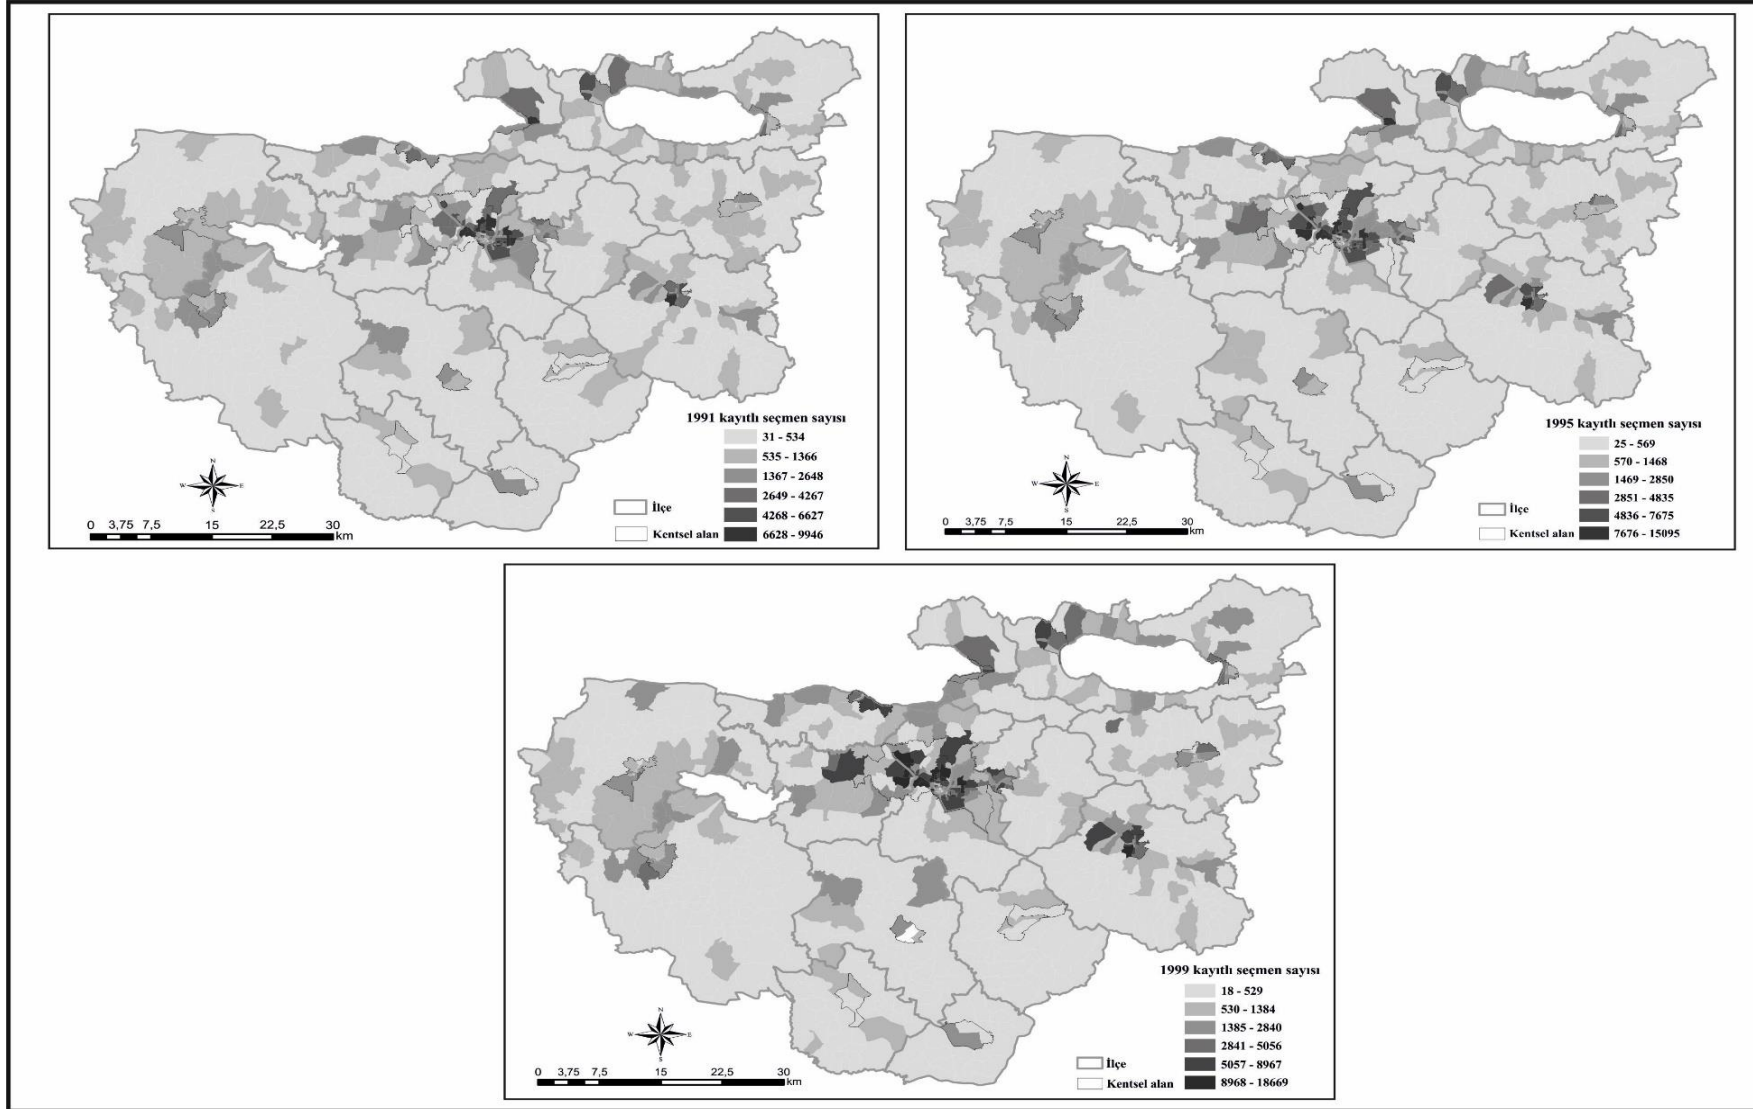 1991 kayıtlı seçmen sayısı
31 - 534
535 - 1366
1367 - 2648
2649 - 4267
4268 - 6627
6628 - 9946
İlçe
Kentsel alan
N
W E
S
0 3,75 7,5 15 22,5 30
km
1995 kayıtlı seçmen sayısı
25 - 569
570 - 1468
1469 - 2850
2851 - 4835
4836 - 7675
7676 - 15095
İlçe
Kentsel alan
N
W E
S
0 3,75 7,5 15 22,5 30
km
1999 kayıtlı seçmen sayısı
18 - 529
530 - 1384
1385 - 2840
2841 - 5056
5057 - 8967
8968 - 18669
İlçe
Kentsel alan
N
W E
S
0 3,75 7,5 15 22,5 30
km